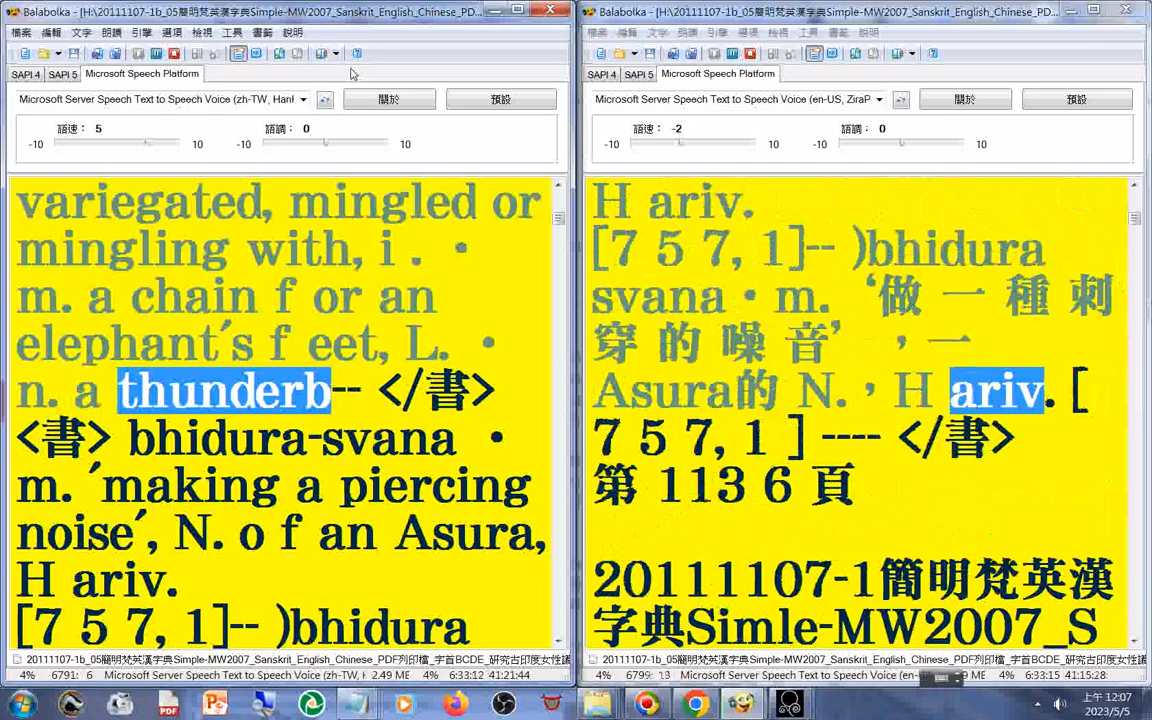 Balabolka - [H:\20111107-1b_05簡明梵英漢字典Simple-MW2007_Sanskrit_English_Chinese_PD...
檔案 編輯 文字 朗讀 引擎 選項 檢視 工具 書籤 說明
SAPI 4 SAPI 5 Microsoft Speech Platform
Microsoft Server Speech Text to Speech Voice (zh-TW, HanH 關於 預設
語速： 5 語調： 0
-10 10 -10 10
variegated, mingled or
mingling with, i . •
m. a chain f or an
elephant's f eet, L. •
n. a thunderb-- </書>
<書> bhidura-svana •
m. 'making a piercing
noise', N. o f an Asura,
H ariv.
[7 5 7, 1]-- )bhidura
20111107-1b_05簡明梵英漢字典Simple-MW2007_Sanskrit_English_Chinese_PDF列印檔_字首BCDE_研究古印度女性議
4% 6791: 6 Microsoft Server Speech Text to Speech Voice (zh-TW, H 2.49 MB 4% 6:33:12 41:21:44
Balabolka - [H:\20111107-1b_05簡明梵英漢字典Simple-MW2007_Sanskrit_English_Chinese_PD...
檔案 編輯 文字 朗讀 引擎 選項 檢視 工具 書籤 說明
SAPI 4 SAPI 5 Microsoft Speech Platform
Microsoft Server Speech Text to Speech Voice (en-US, ZiraP 關於 預設
語速： -2 語調： 0
-10 10 -10 10
H ariv.
[7 5 7, 1]-- )bhidura
svana • m. ‘做 一 種 刺
穿 的 噪 音’ ，一
Asura的 N.，H ariv. [
7 5 7, 1 ] ---- </書>
第 113 6 頁
20111107-1簡明梵英漢
字典Simle-MW2007_S
20111107-1b_05簡明梵英漢字典Simple-MW2007_Sanskrit_English_Chinese_PDF列印檔_字首BCDE_研究古印度女性議
4% 6799: 13 Microsoft Server Speech Text to Speech Voice (en-US, MB 4% 6:33:15 41:15:28
上午 12:07
2023/5/5